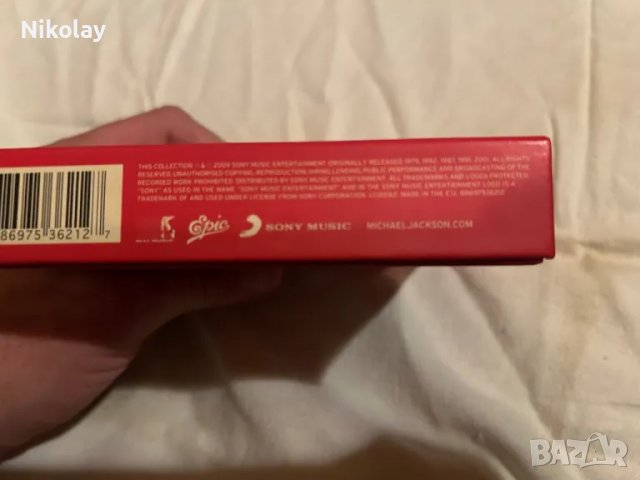 Nikolay
THIS COLLECTION ℗ & © 2009 SONY MUSIC ENTERTAINMENT. ORIGINALLY RELEASED 1979, 1982, 1987, 1991, 2001. ALL RIGHTS
RESERVED. UNAUTHORISED COPYING, REPRODUCTION, HIRING, LENDING, PUBLIC PERFORMANCE AND BROADCASTING OF THE
RECORDED WORK PROHIBITED. DISTRIBUTED BY SONY MUSIC ENTERTAINMENT. ALL TRADEMARKS AND LOGOS PROTECTED.
"SONY" AS USED IN THE NAME "SONY MUSIC ENTERTAINMENT" AND IN THE SONY MUSIC ENTERTAINMENT LOGO IS A
TRADEMARK OF AND USED UNDER LICENSE FROM SONY CORPORATION. LC01042. MADE IN THE E.U. 88697536212
86975 36212 7
Epic
SONY MUSIC
MICHAELJACKSON.COM
BAZAR